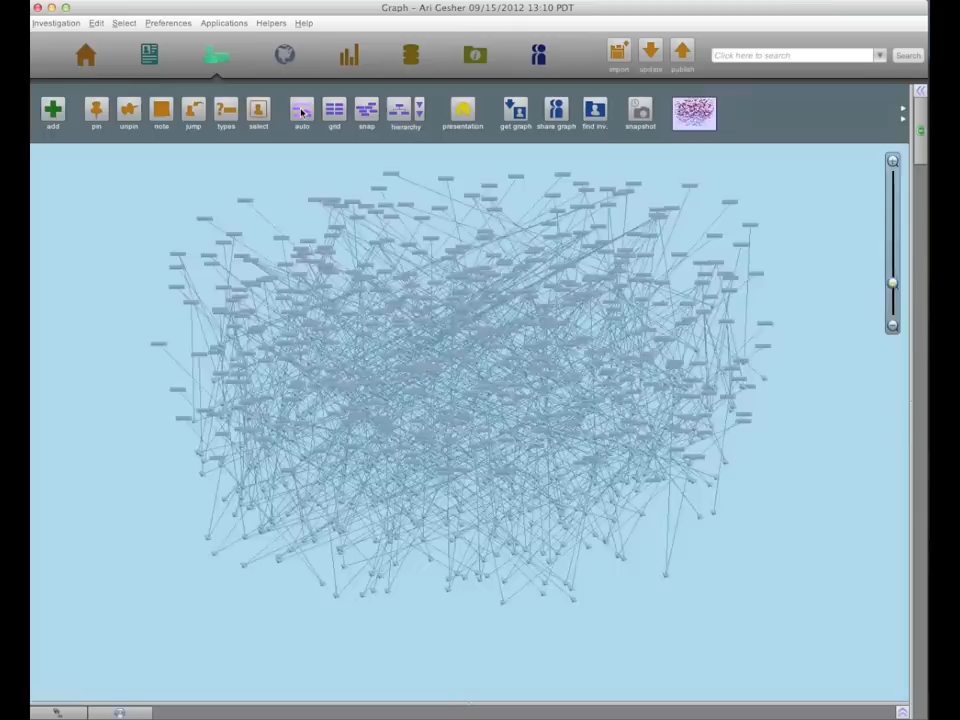 Graph – Ari Gesher 09/15/2012 13:10 PDT
Investigation Edit Select Preferences Applications Helpers Help
import update publish Click here to search Search
add pin unpin note jump types select auto grid snap hierarchy presentation get graph share graph find inv. snapshot